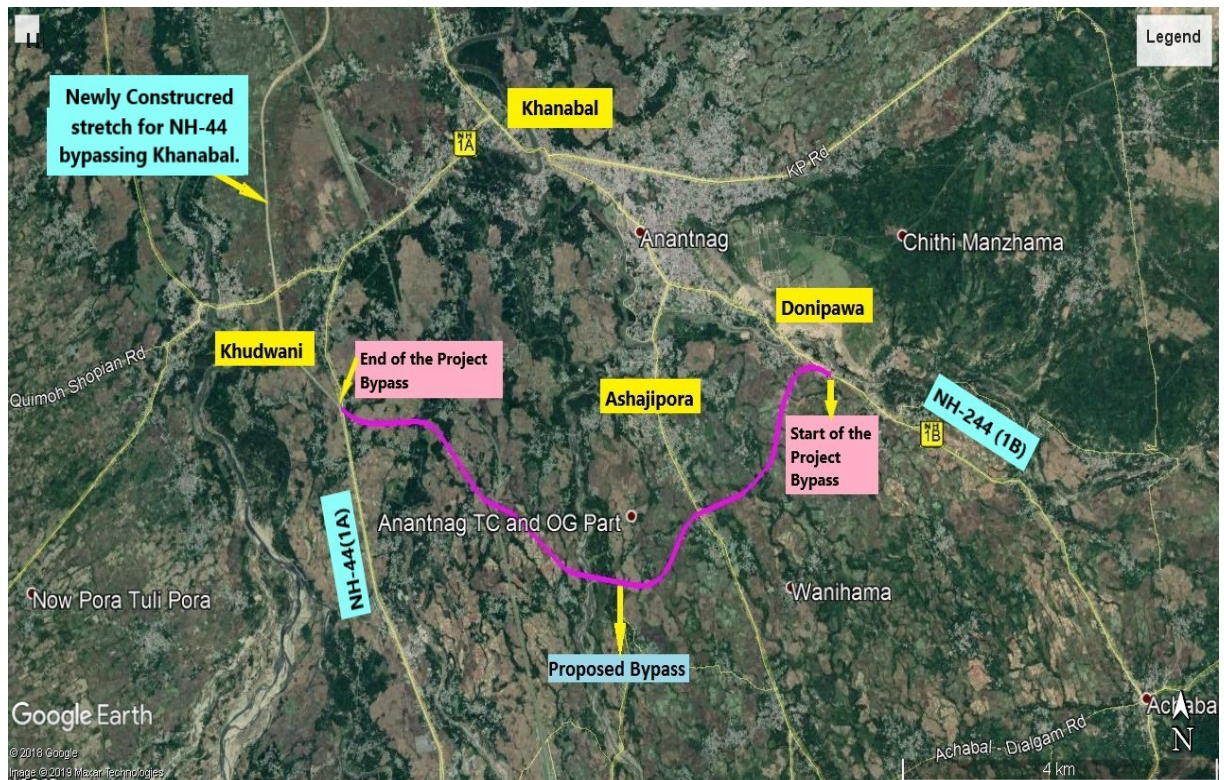 Legend
Newly Construcred
stretch for NH-44
bypassing Khanabal.
Khanabal
NH
1A
KP Rd
Anantnag
Chithi Manzhama
Donipawa
Khudwani
End of the Project
Bypass
Quimoh Shopian Rd
Ashajipora
NH-244 (1B)
NH
1B
Start of the
Project
Bypass
Anantnag TC and OG Part
NH-44(1A)
Now Pora Tuli Pora
Wanihama
Proposed Bypass
Achaba
Google Earth
N
Achabal - Dialgam Rd
© 2018 Google
Image © 2019 Maxar Technologies
4 km